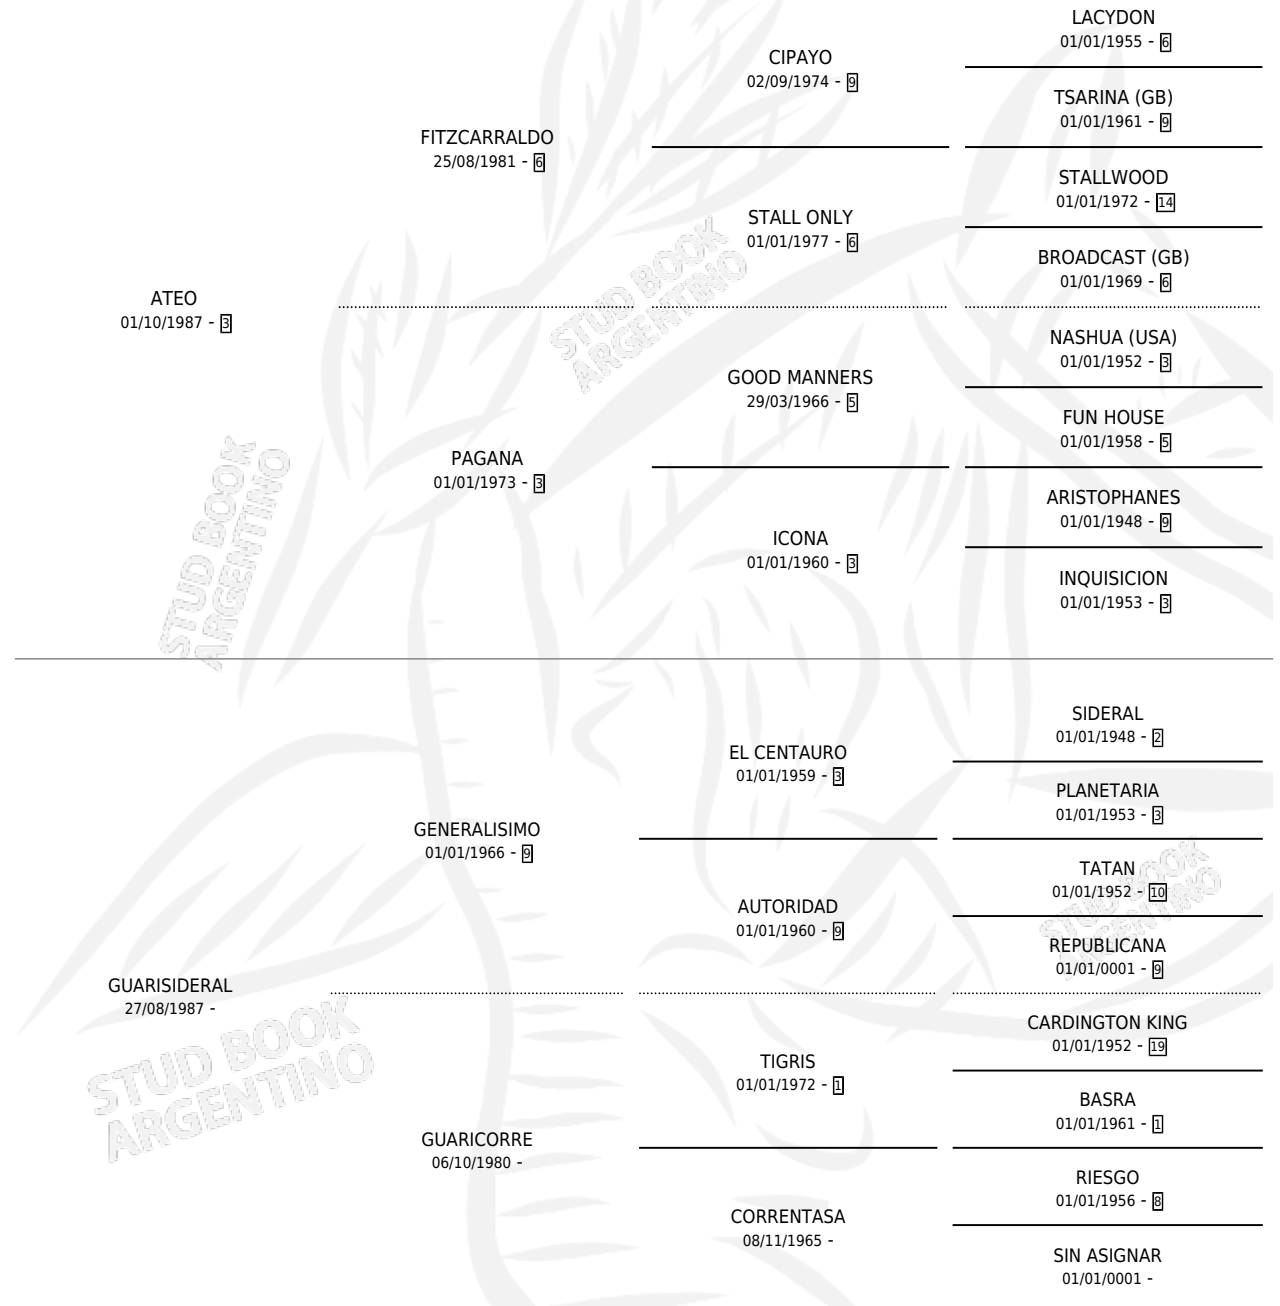 LACYDON
01/01/1955 - 6
CIPAYO
02/09/1974 - 9
TSARINA (GB)
01/01/1961 - 9
FITZCARRALDO
25/08/1981 - 6
STALLWOOD
01/01/1972 - 14
STALL ONLY
01/01/1977 - 6
BROADCAST (GB)
01/01/1969 - 6
ATEO
01/10/1987 - 3
NASHUA (USA)
01/01/1952 - 3
GOOD MANNERS
29/03/1966 - 5
FUN HOUSE
01/01/1958 - 5
PAGANA
01/01/1973 - 3
ARISTOPHANES
01/01/1948 - 9
ICONA
01/01/1960 - 3
INQUISICION
01/01/1953 - 3
SIDERAL
01/01/1948 - 2
EL CENTAURO
01/01/1959 - 3
PLANETARIA
01/01/1953 - 3
GENERALISIMO
01/01/1966 - 9
TATAN
01/01/1952 - 10
AUTORIDAD
01/01/1960 - 9
REPUBLICANA
01/01/0001 - 9
GUARISIDERAL
27/08/1987 -
CARDINGTON KING
01/01/1952 - 19
TIGRIS
01/01/1972 - 1
BASRA
01/01/1961 - 1
GUARICORRE
06/10/1980 -
RIESGO
01/01/1956 - 8
CORRENTASA
08/11/1965 -
SIN ASIGNAR
01/01/0001 -
STUD BOOK
ARGENTINO
STUD BOOK
ARGENTINO
STUD BOOK
ARGENTINO
STUD BOOK
ARGENTINO